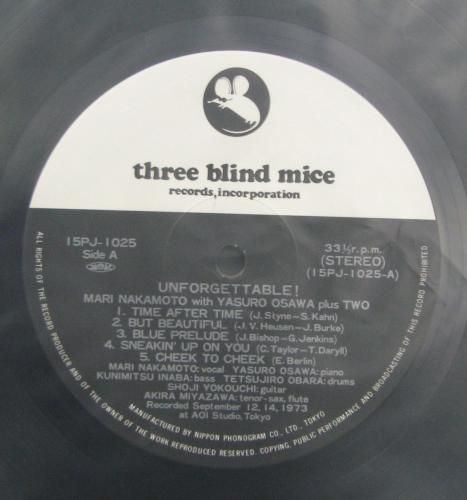 three blind mice
records, incorporation
15PJ-1025
Side A
33⅓ r.p.m.
(STEREO)
(15PJ-1025-A)
UNFORGETTABLE!
MARI NAKAMOTO with YASURO OSAWA plus TWO
1. TIME AFTER TIME (J. Styne–S. Kahn)
2. BUT BEAUTIFUL (J. V. Heusen–J. Burke)
3. BLUE PRELUDE (J. Bishop–G. Jenkins)
4. SNEAKIN' UP ON YOU (C. Taylor–T. Daryll)
5. CHEEK TO CHEEK (E. Berlin)
MARI NAKAMOTO: vocal YASURO OSAWA: piano
KUNIMITSU INABA: bass TETSUJIRO OBARA: drums
SHOJI YOKOUCHI: guitar
AKIRA MIYAZAWA: tenor-sax, flute
Recorded September 12, 14, 1973
at AOI Studio, Tokyo
MANUFACTURED BY NIPPON PHONOGRAM CO., LTD., TOKYO
ALL RIGHTS OF THE RECORD PRODUCER AND OF THE OWNER OF THE WORK REPRODUCED RESERVED. COPYING, PUBLIC PERFORMANCE AND BROADCASTING OF THIS RECORD PROHIBITED